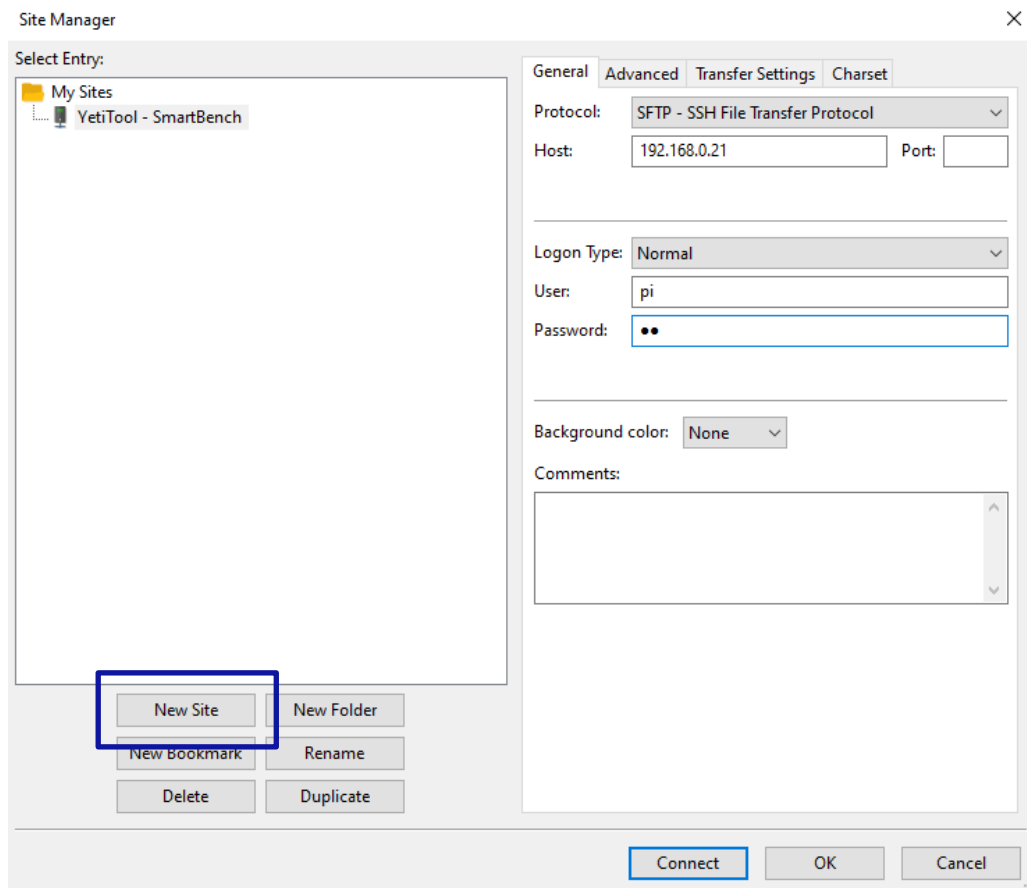 Site Manager
Select Entry:
My Sites
YetiTool - SmartBench
New Site
New Folder
New Bookmark
Rename
Delete
Duplicate
General
Advanced
Transfer Settings
Charset
Protocol:
SFTP - SSH File Transfer Protocol
Host:
192.168.0.21
Port:
Logon Type:
Normal
User:
pi
Password:
●●
Background color:
None
Comments:
Connect
OK
Cancel